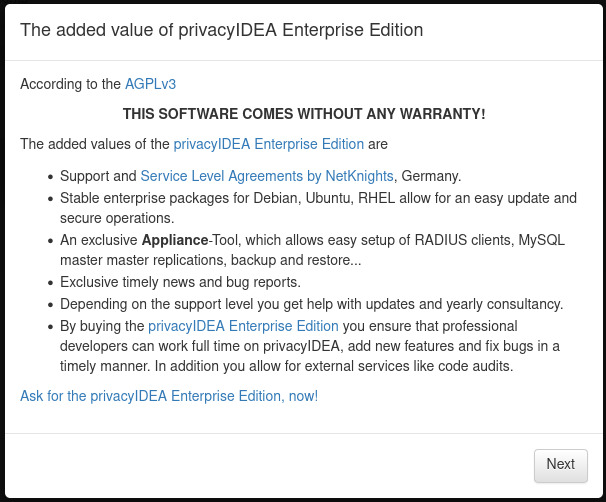 The added value of privacyIDEA Enterprise Edition
According to the AGPLv3
THIS SOFTWARE COMES WITHOUT ANY WARRANTY!
The added values of the privacyIDEA Enterprise Edition are
• Support and Service Level Agreements by NetKnights, Germany.
• Stable enterprise packages for Debian, Ubuntu, RHEL allow for an easy update and
secure operations.
• An exclusive Appliance-Tool, which allows easy setup of RADIUS clients, MySQL
master master replications, backup and restore...
• Exclusive timely news and bug reports.
• Depending on the support level you get help with updates and yearly consultancy.
• By buying the privacyIDEA Enterprise Edition you ensure that professional
developers can work full time on privacyIDEA, add new features and fix bugs in a
timely manner. In addition you allow for external services like code audits.
Ask for the privacyIDEA Enterprise Edition, now!
Next